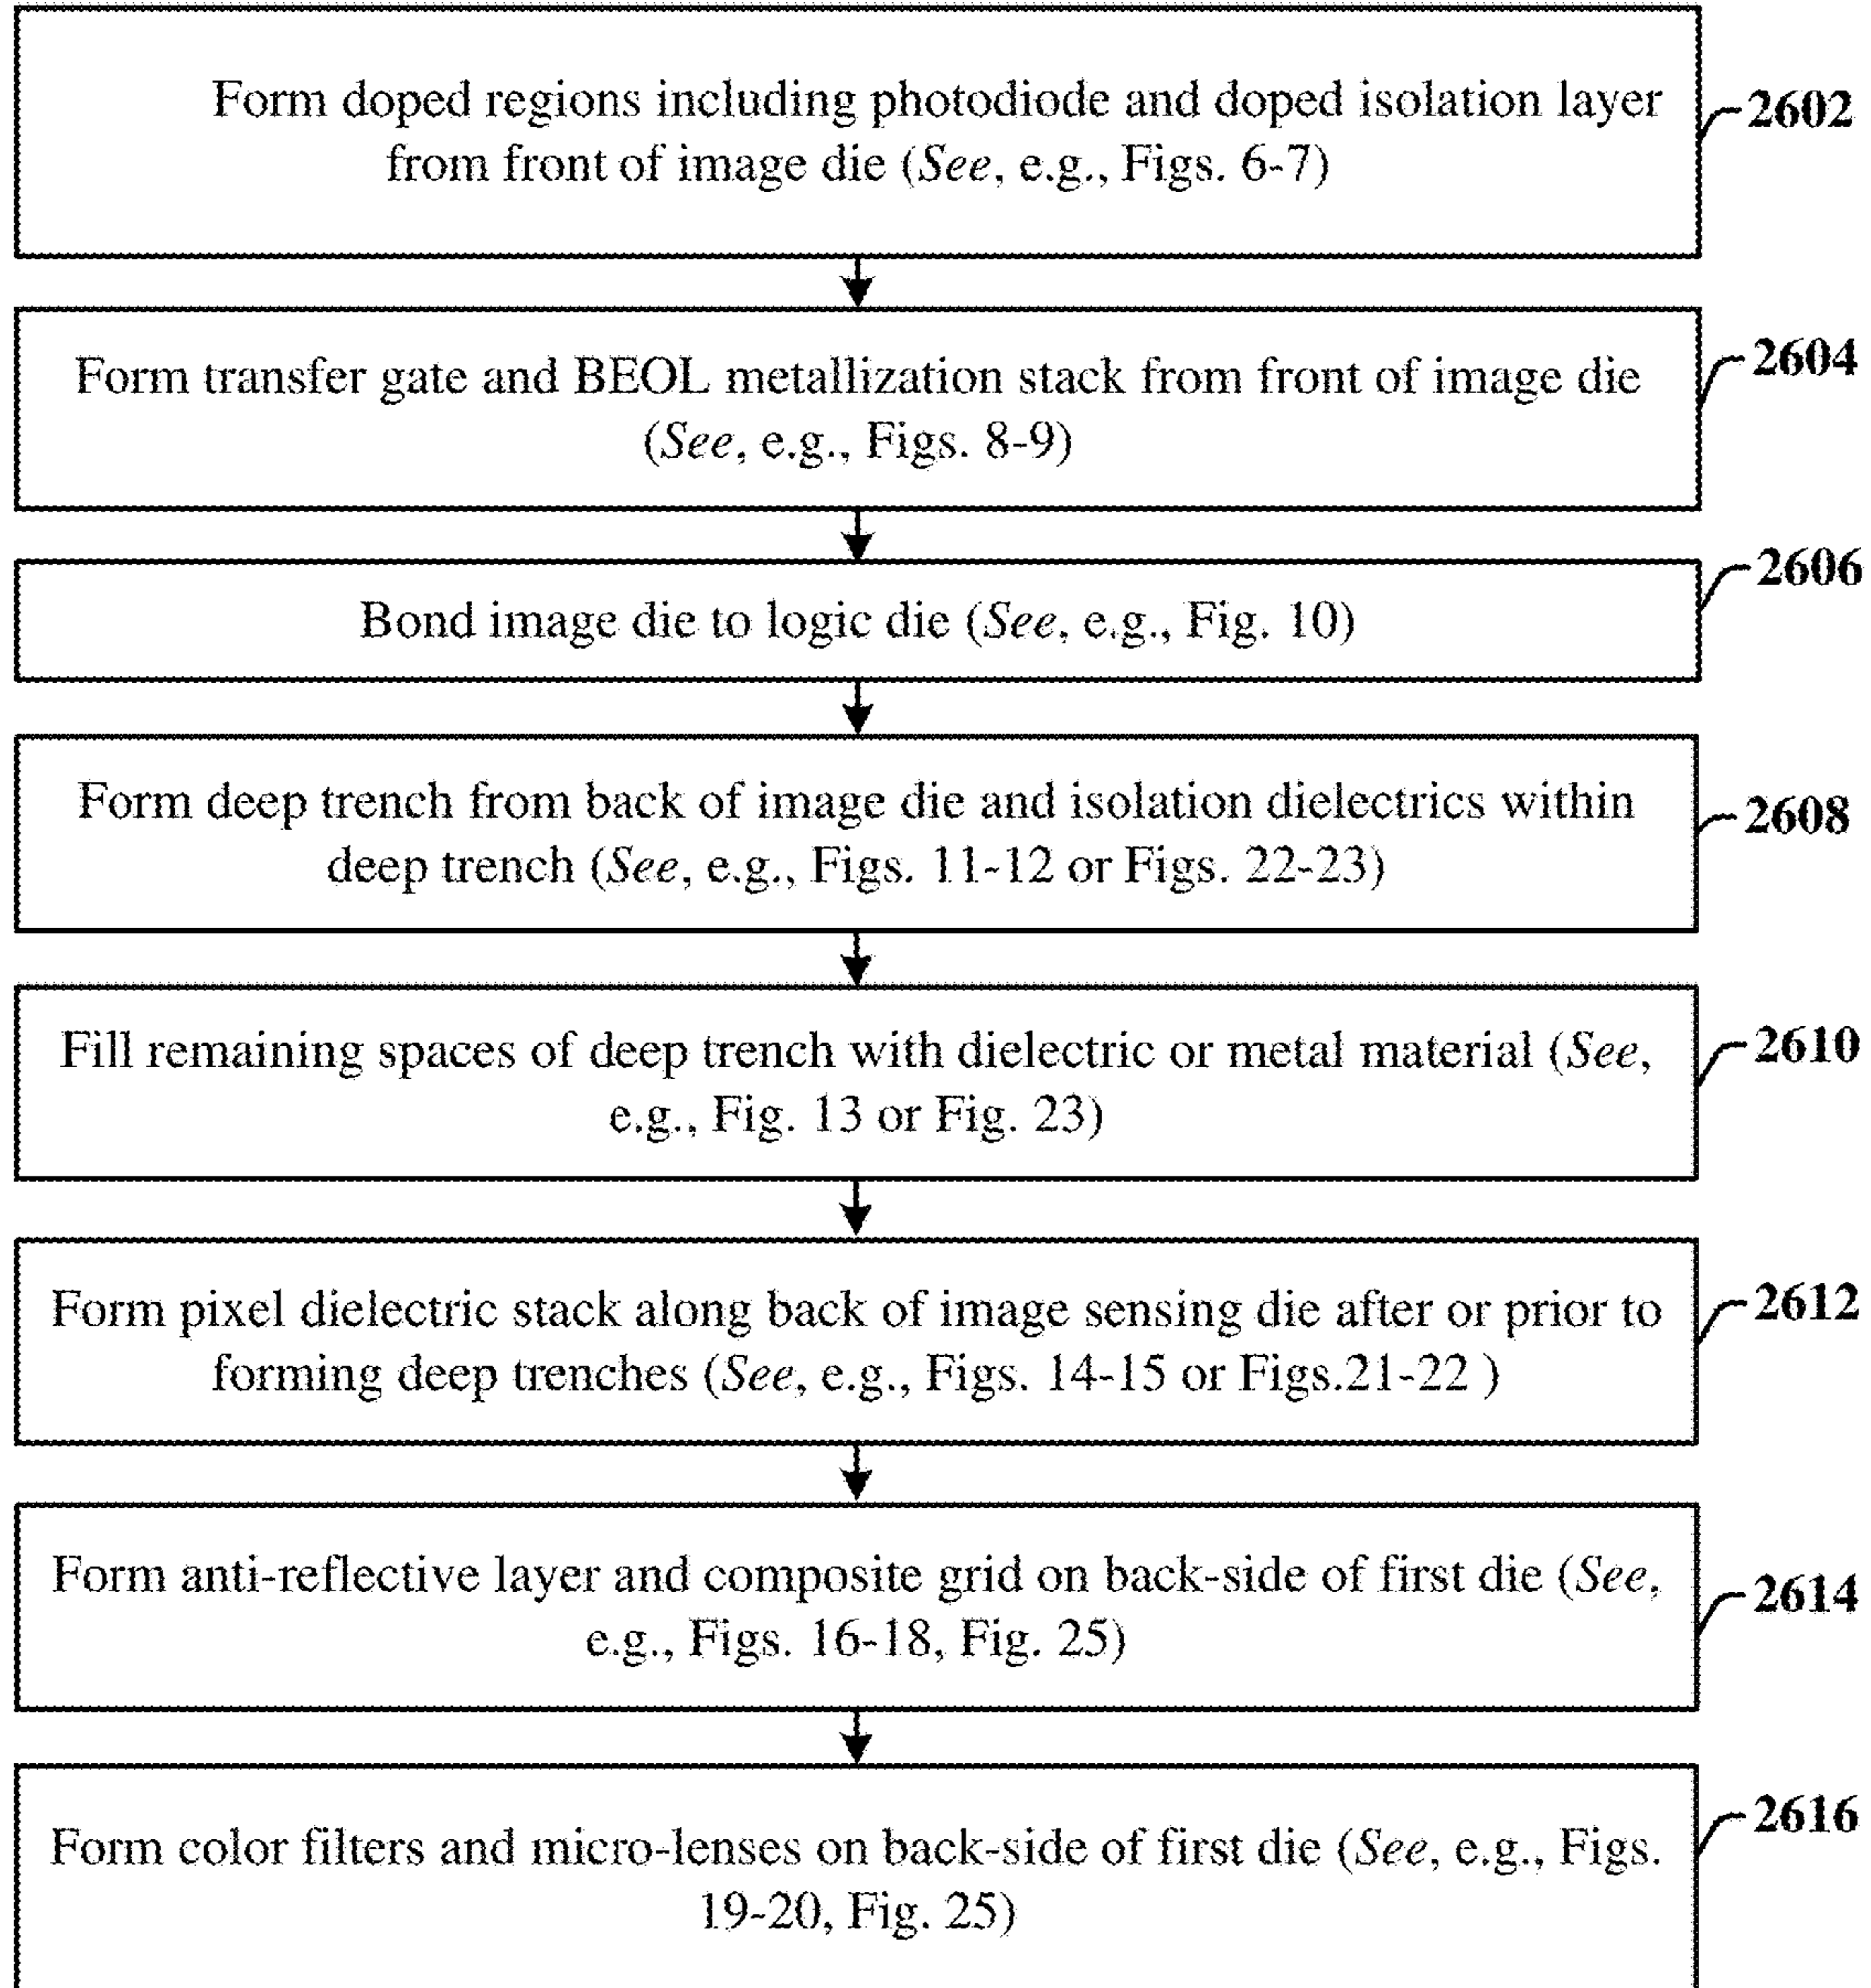 Form doped regions including photodiode and doped isolation layer
from front of image die (See, e.g., Figs. 6-7)
2602
Form transfer gate and BEOL metallization stack from front of image die
(See, e.g., Figs. 8-9)
2604
Bond image die to logic die (See, e.g., Fig. 10)
2606
Form deep trench from back of image die and isolation dielectrics within
deep trench (See, e.g., Figs. 11-12 or Figs. 22-23)
2608
Fill remaining spaces of deep trench with dielectric or metal material (See,
e.g., Fig. 13 or Fig. 23)
2610
Form pixel dielectric stack along back of image sensing die after or prior to
forming deep trenches (See, e.g., Figs. 14-15 or Figs.21-22 )
2612
Form anti-reflective layer and composite grid on back-side of first die (See,
e.g., Figs. 16-18, Fig. 25)
2614
Form color filters and micro-lenses on back-side of first die (See, e.g., Figs.
19-20, Fig. 25)
2616